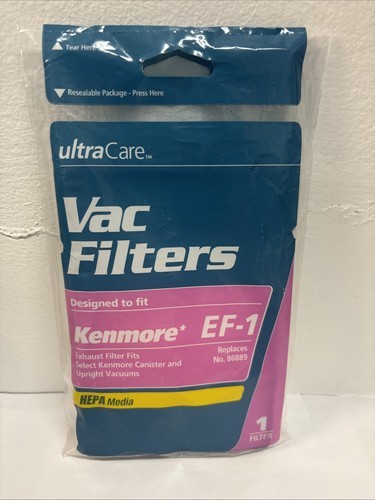 Tear Here
Resealable Package - Press Here
ultraCare™
Vac
Filters
Designed to fit
Kenmore* EF-1
Exhaust Filter Fits
Select Kenmore Canister and
Upright Vacuums
Replaces
No. 86889
HEPA Media
1
FILTER